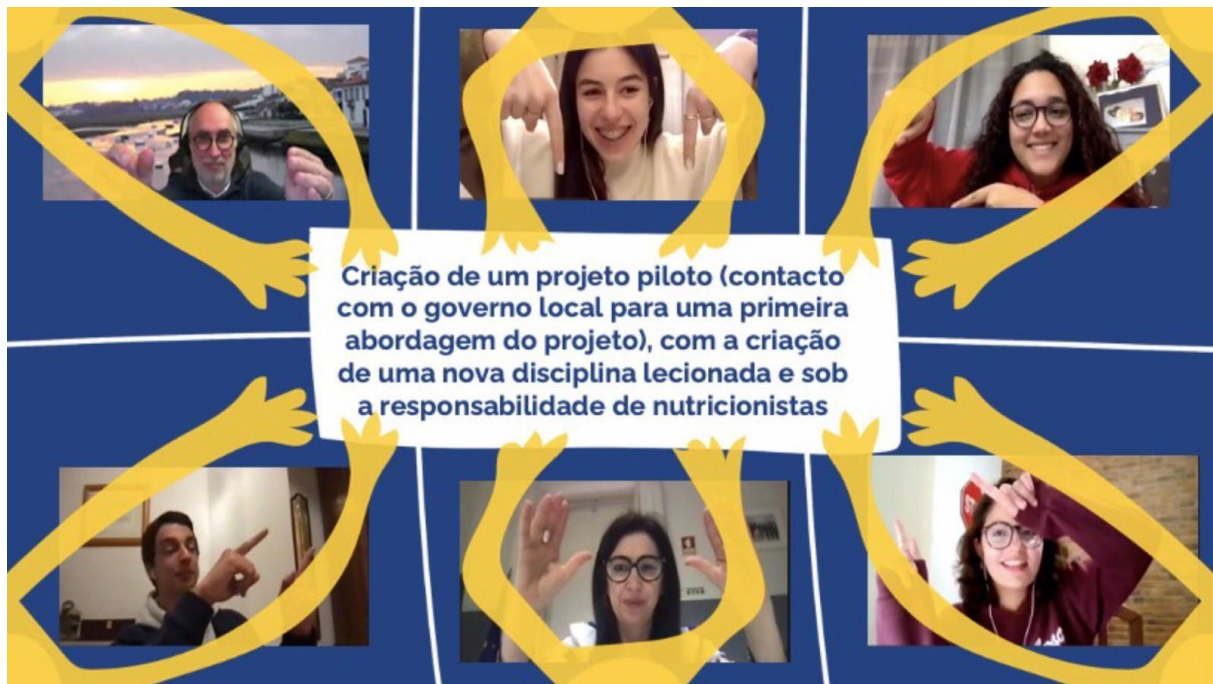 Criação de um projeto piloto (contacto
com o governo local para uma primeira
abordagem do projeto), com a criação
de uma nova disciplina lecionada e sob
a responsabilidade de nutricionistas